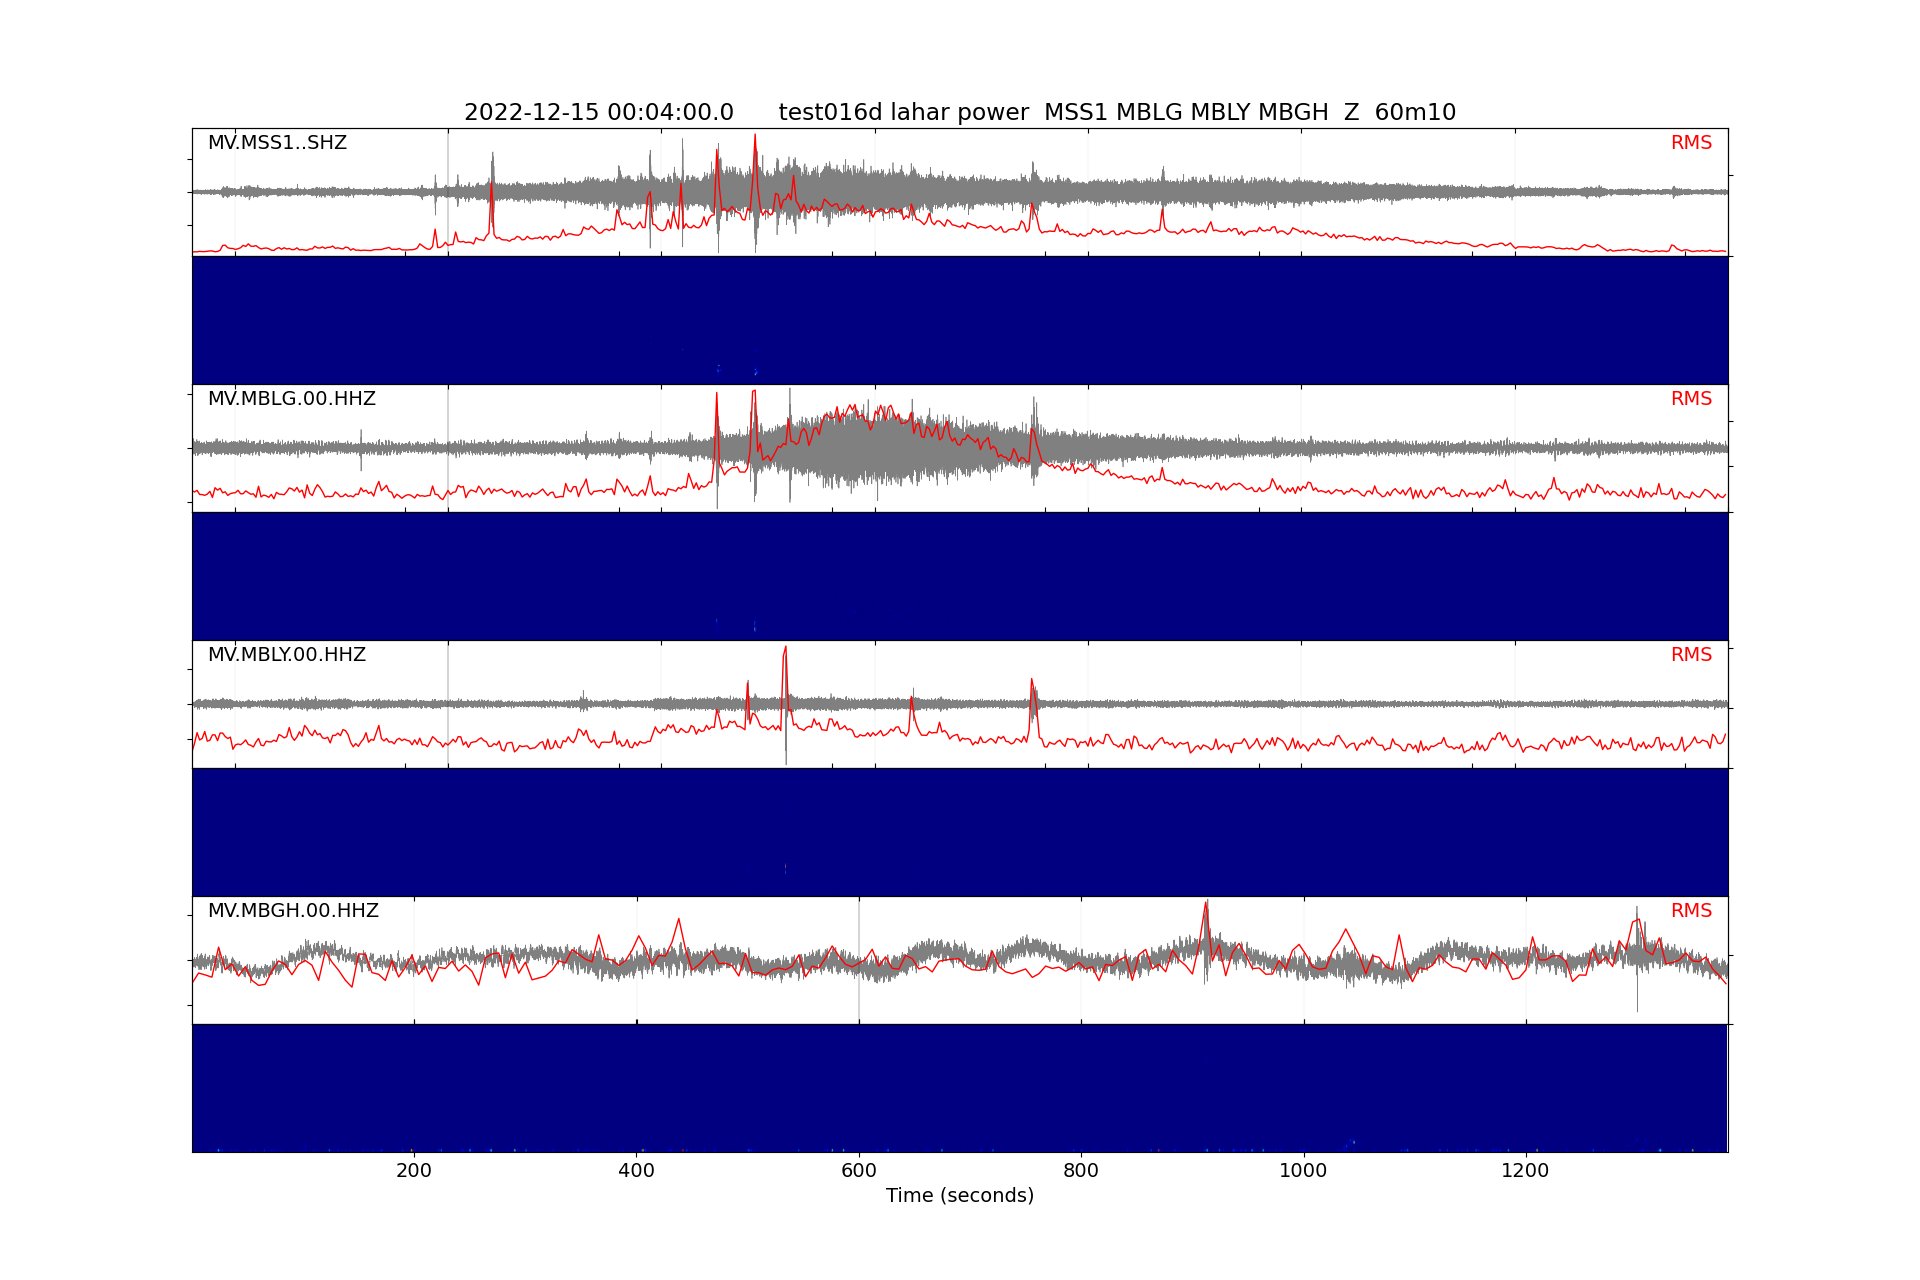 2022-12-15 00:04:00.0      test016d lahar power  MSS1 MBLG MBLY MBGH  Z  60m10
MV.MSS1..SHZ RMS
MV.MBLG.00.HHZ RMS
MV.MBLY.00.HHZ RMS
MV.MBGH.00.HHZ RMS
200 400 600 800 1000 1200
Time (seconds)